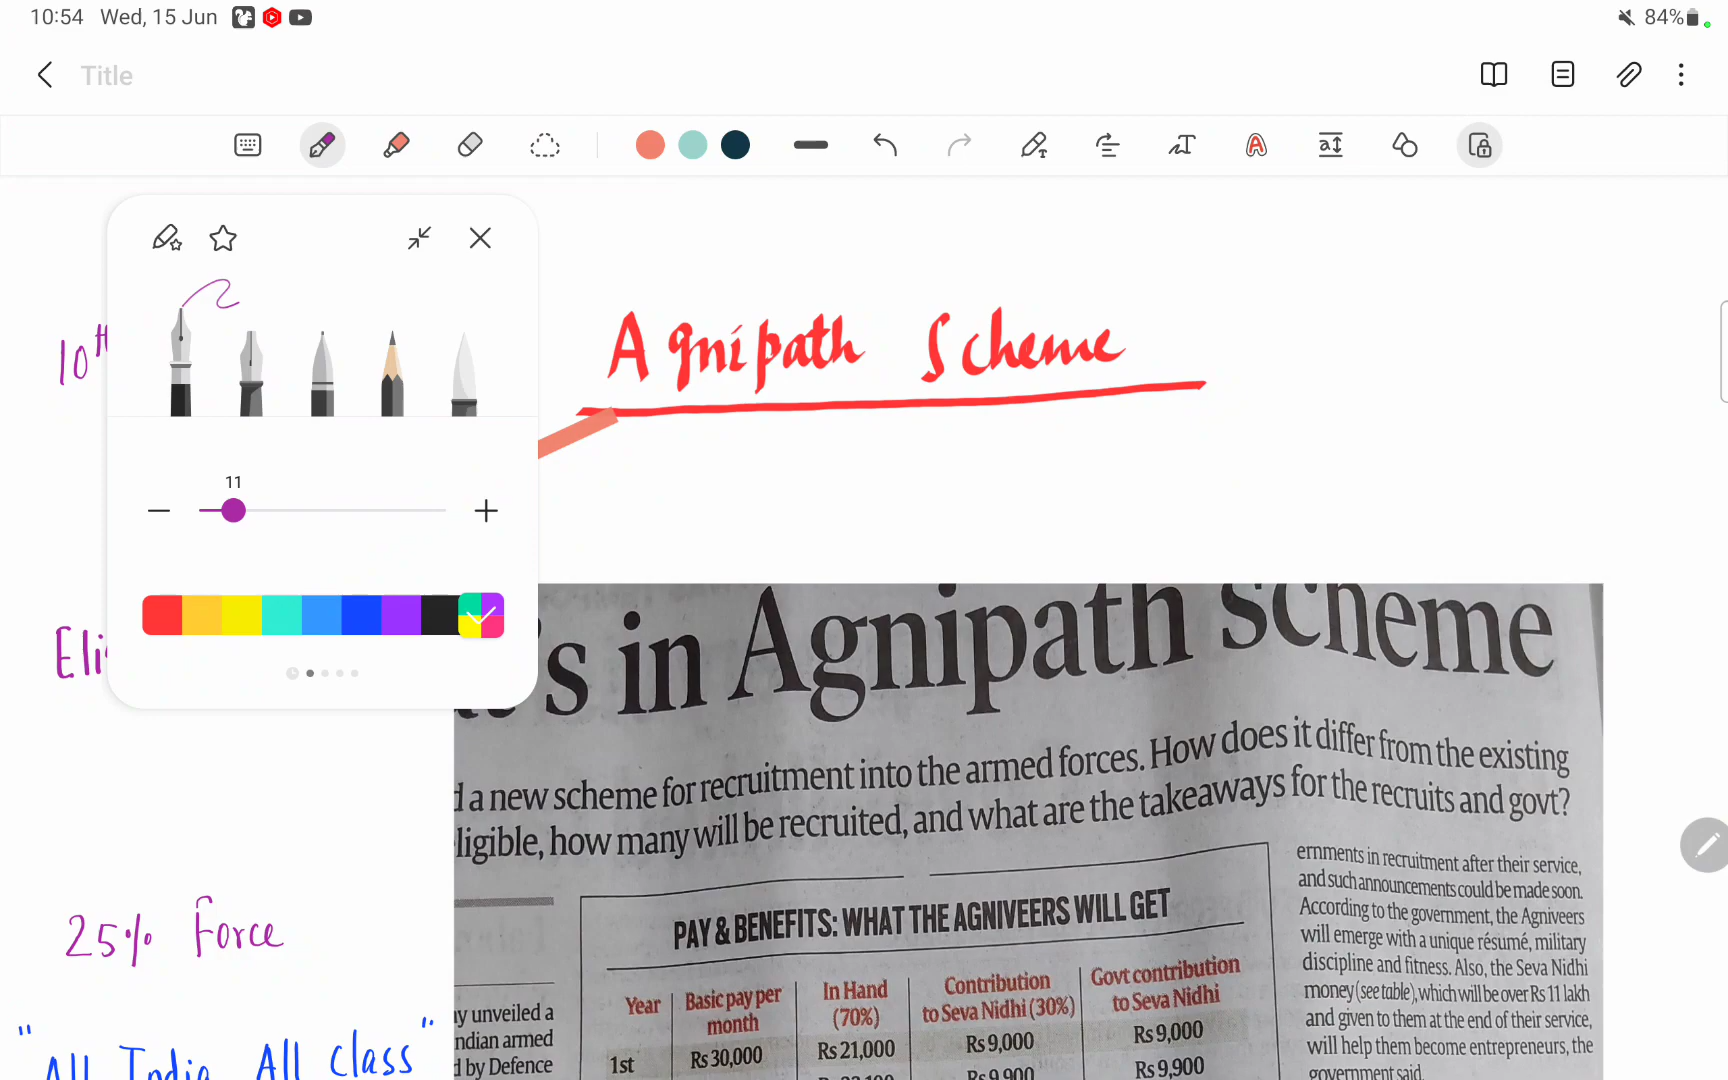 10:54 Wed, 15 Jun
84%
Title
Agnipath Scheme
10th
11
Eli
's in Agnipath scheme
d a new scheme for recruitment into the armed forces. How does it differ from the existing
ligible, how many will be recruited, and what are the takeaways for the recruits and govt?
25% Force
"All India All Class"
y unveiled a
ndian armed
d by Defence
PAY & BENEFITS: WHAT THE AGNIVEERS WILL GET
Year Basic pay per month In Hand (70%) Contribution to Seva Nidhi (30%) Govt contribution to Seva Nidhi
1st Rs 30,000 Rs 21,000 Rs 9,000 Rs 9,000
Rs 9,900 Rs 9,900
ernments in recruitment after their service,
and such announcements could be made soon.
According to the government, the Agniveers
will emerge with a unique résumé, military
discipline and fitness. Also, the Seva Nidhi
money (see table), which will be over Rs 11 lakh
and given to them at the end of their service,
will help them become entrepreneurs, the
government said.